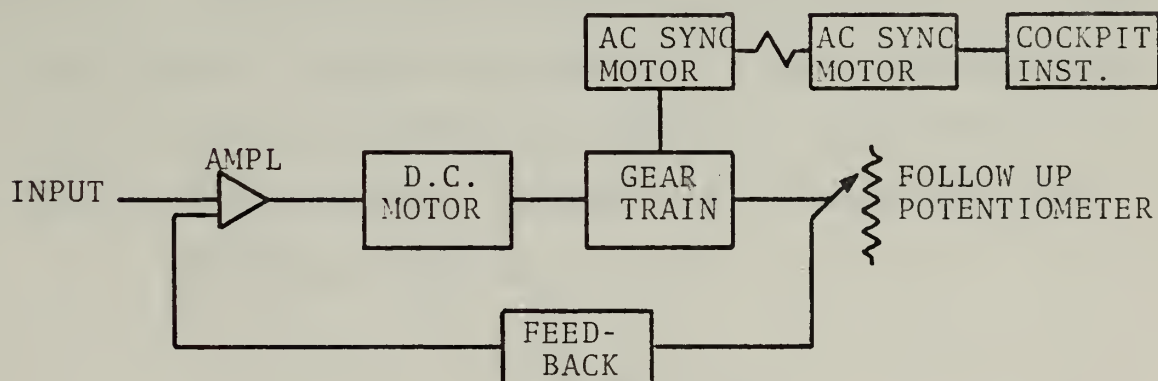 AC SYNC
MOTOR
AC SYNC
MOTOR
COCKPIT
INST.
AMPL
INPUT
D.C.
MOTOR
GEAR
TRAIN
FOLLOW UP
POTENTIOMETER
FEED-
BACK